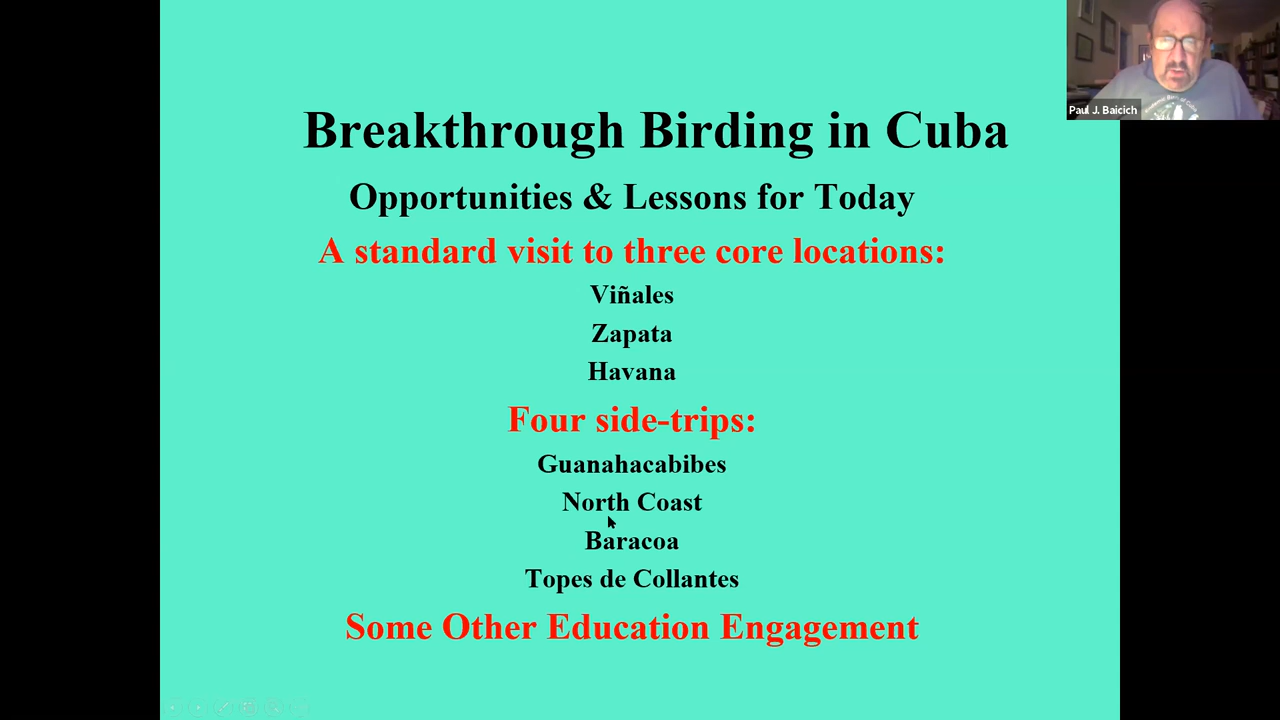 Breakthrough Birding in Cuba
Opportunities & Lessons for Today
A standard visit to three core locations:
Viñales
Zapata
Havana
Four side-trips:
Guanahacabibes
North Coast
Baracoa
Topes de Collantes
Some Other Education Engagement
Paul J. Baicich